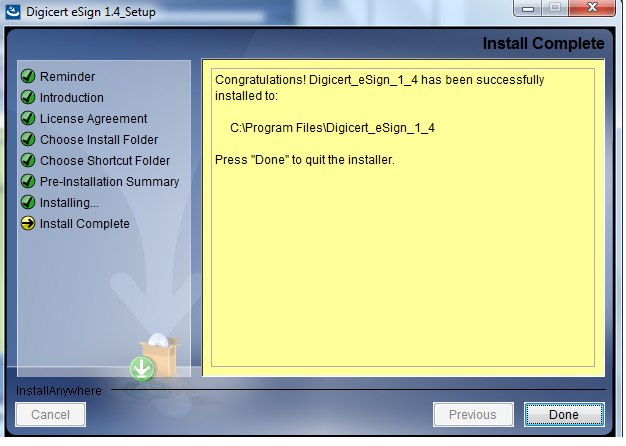 Digicert eSign 1.4_Setup
Install Complete
Reminder
Introduction
License Agreement
Choose Install Folder
Choose Shortcut Folder
Pre-Installation Summary
Installing...
Install Complete
Congratulations! Digicert_eSign_1_4 has been successfully
installed to:
C:\Program Files\Digicert_eSign_1_4
Press "Done" to quit the installer.
InstallAnywhere
Cancel
Previous
Done